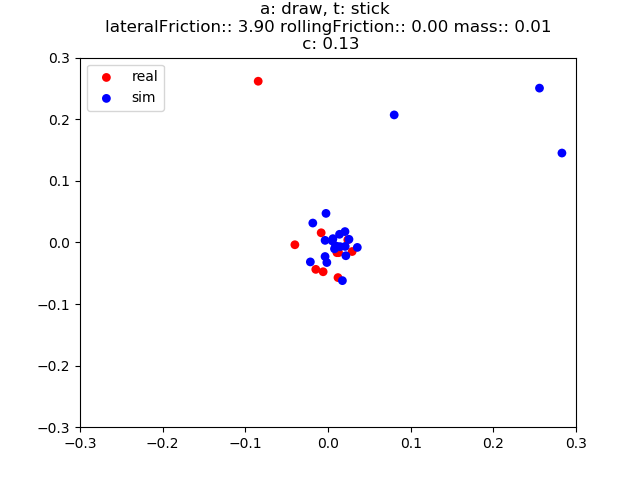 a: draw, t: stick
lateralFriction:: 3.90 rollingFriction:: 0.00 mass:: 0.01
c: 0.13
real
sim
0.3
0.2
0.1
0.0
−0.1
−0.2
−0.3
−0.3 −0.2 −0.1 0.0 0.1 0.2 0.3